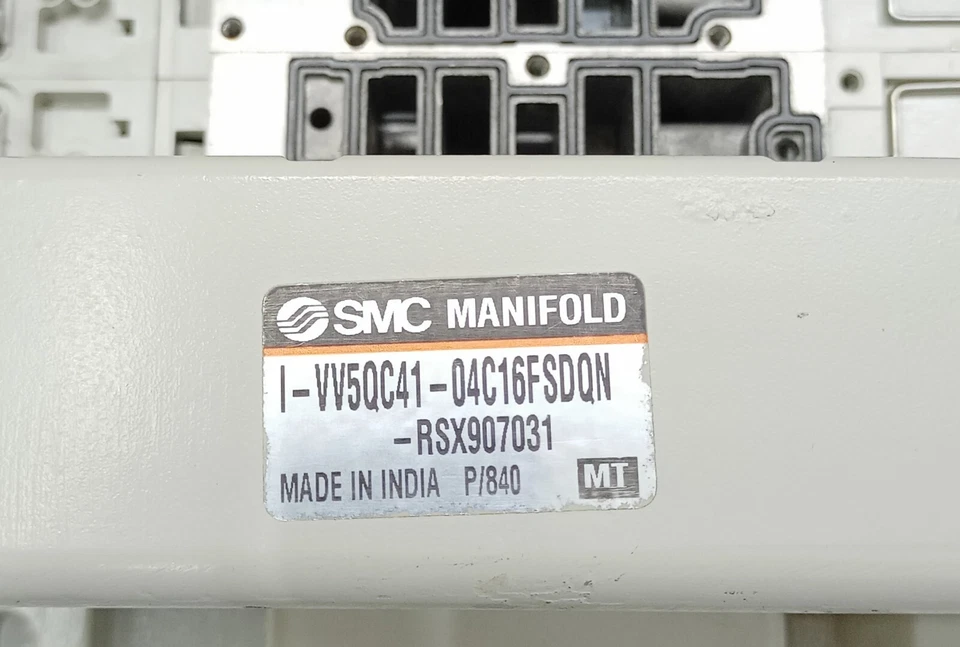 SMC MANIFOLD
I-VV5QC41-04C16FSDQN
-RSX907031
MADE IN INDIA P/840 MT